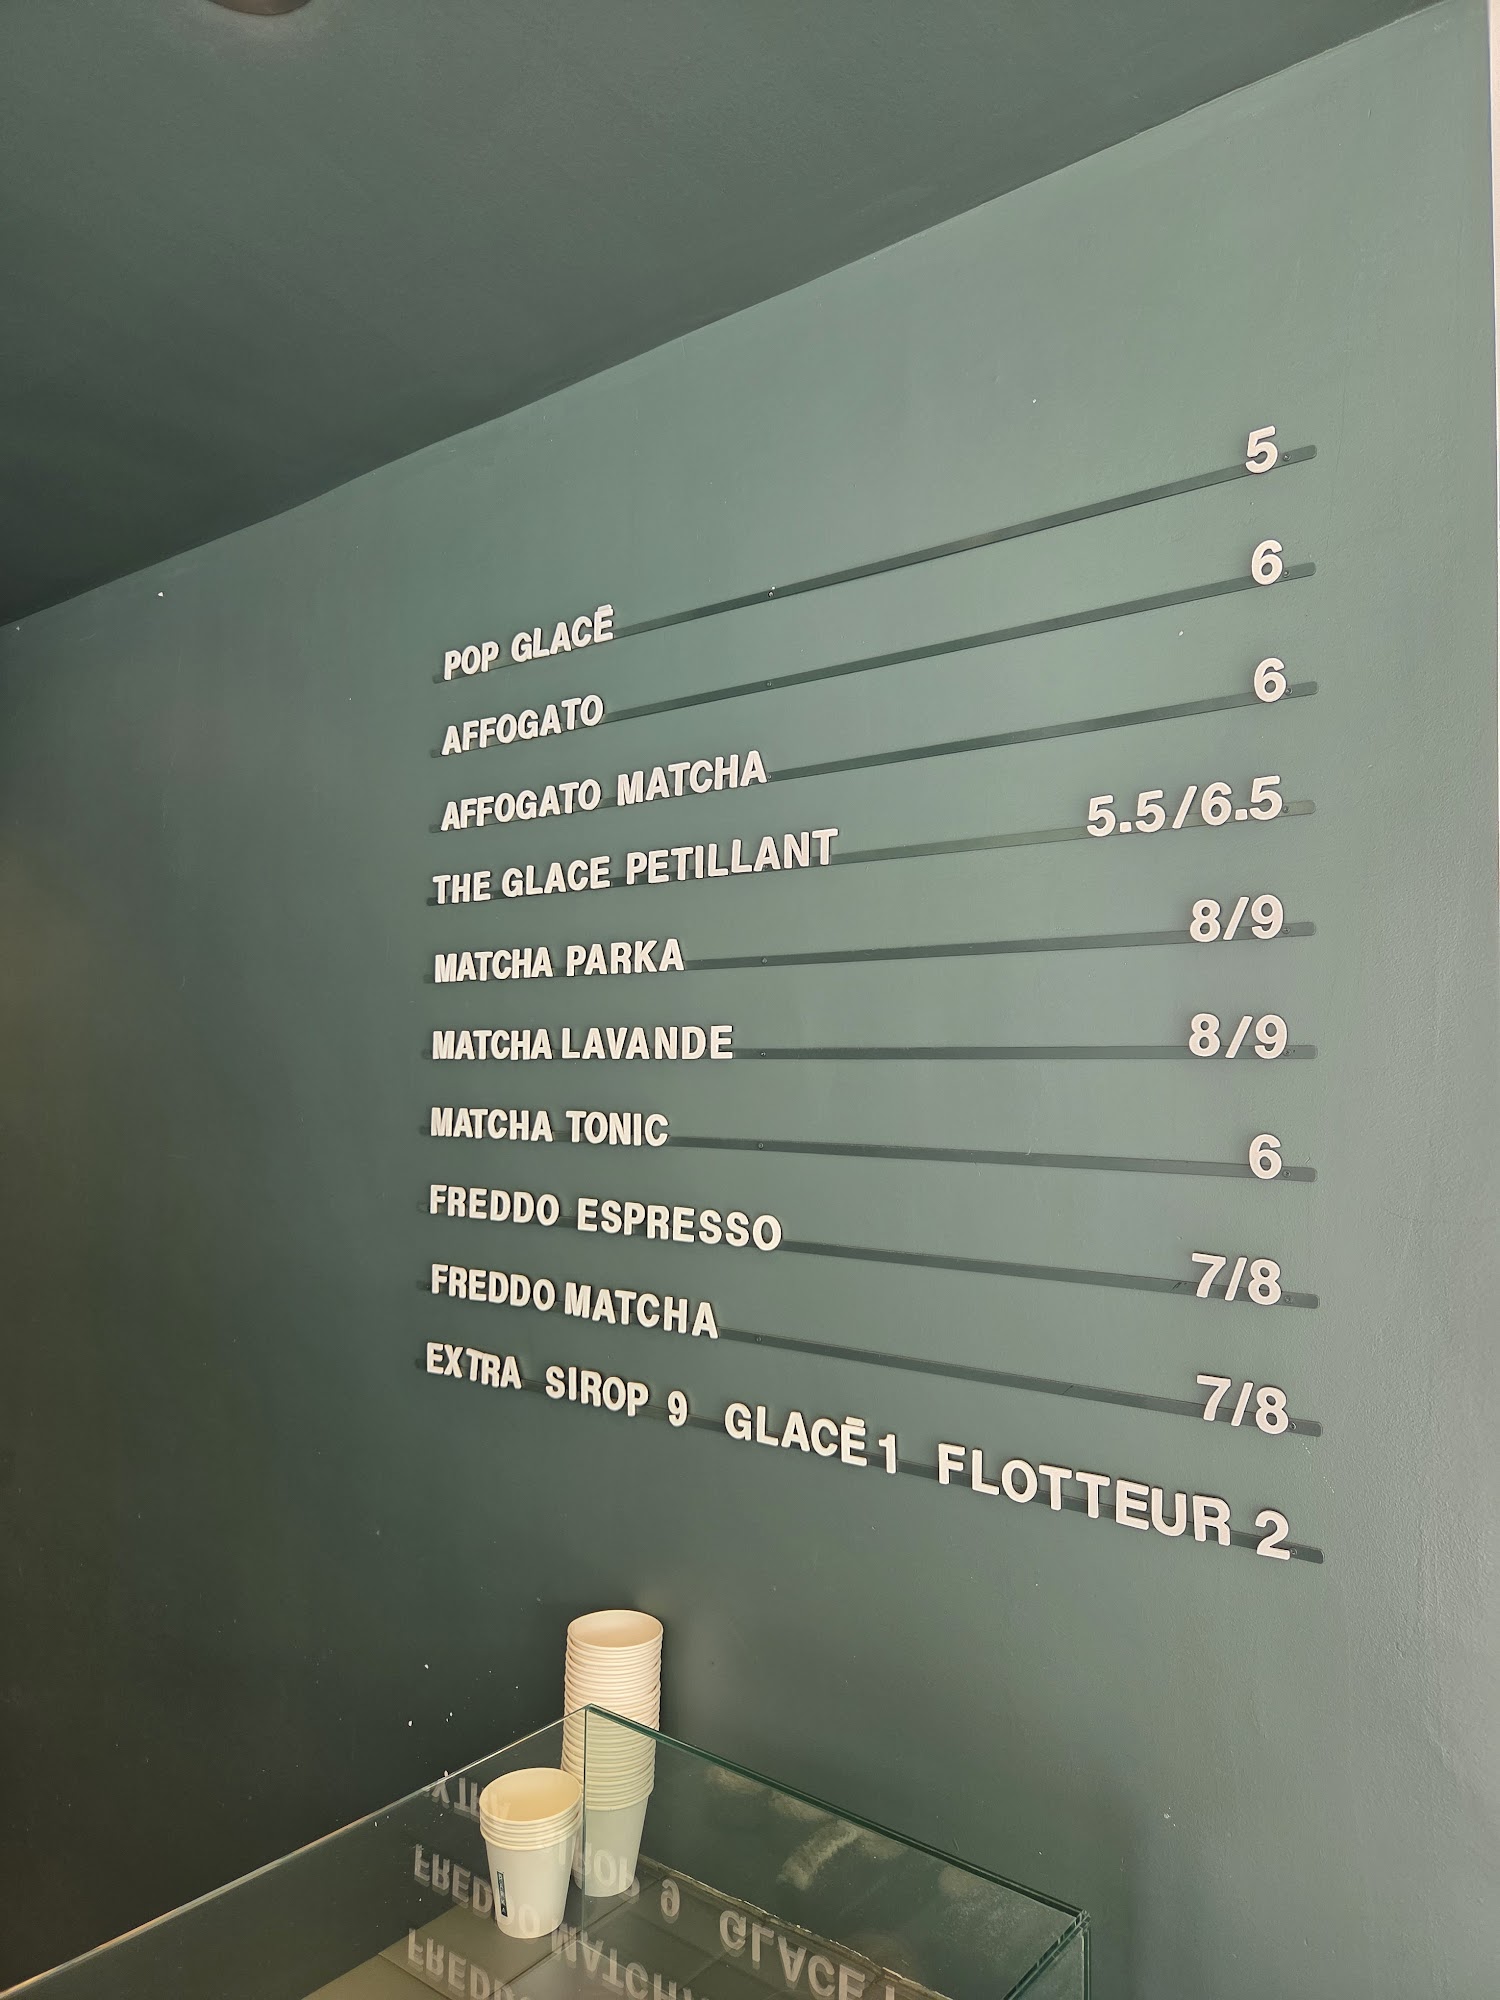 POP GLACĒ 5
AFFOGATO 6
AFFOGATO MATCHA 6
THE GLACE PETILLANT 5.5/6.5
MATCHA PARKA 8/9
MATCHA LAVANDE 8/9
MATCHA TONIC 6
FREDDO ESPRESSO 7/8
FREDDO MATCHA 7/8
EXTRA SIROP 9 GLACĒ 1 FLOTTEUR 2